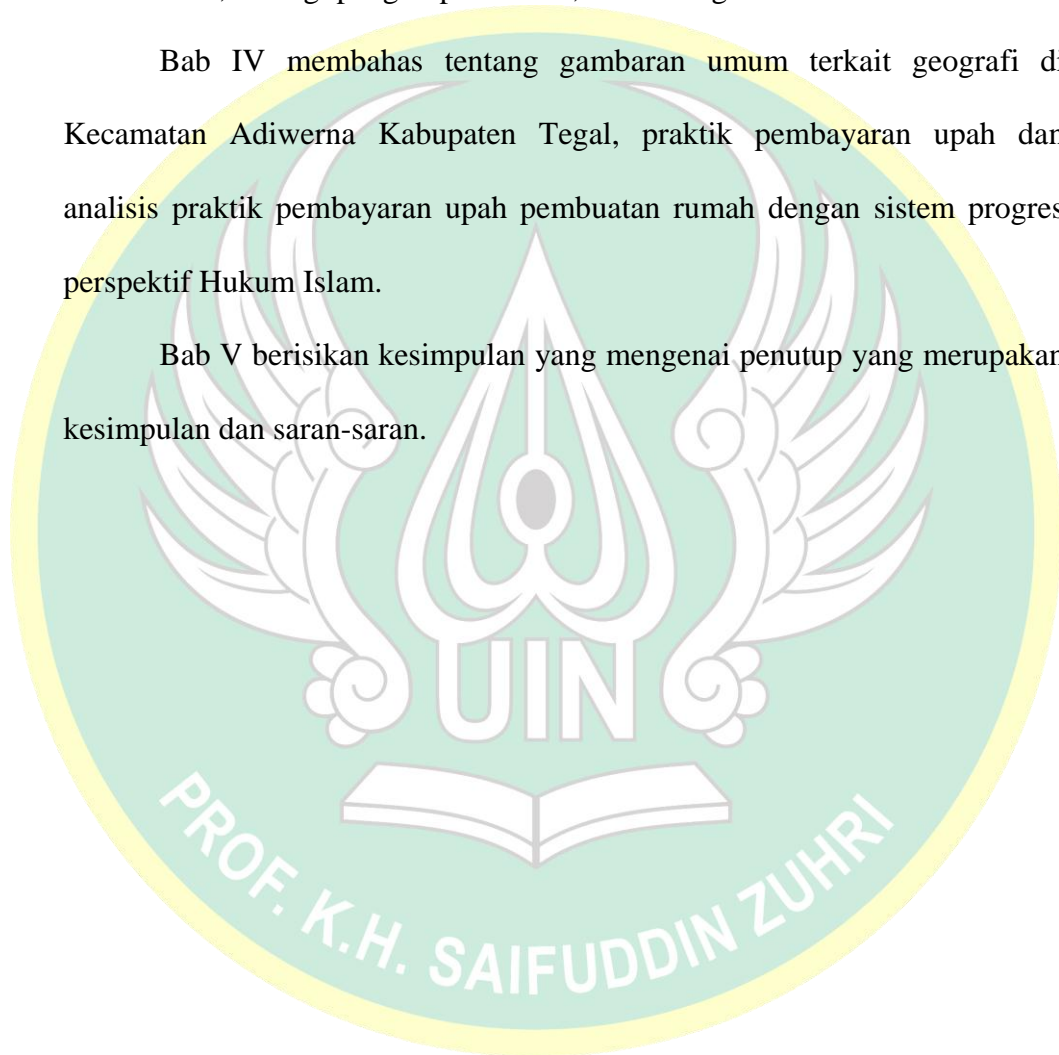 Bab IV membahas tentang gambaran umum terkait geografi di
Kecamatan Adiwerna Kabupaten Tegal, praktik pembayaran upah dan
analisis praktik pembayaran upah pembuatan rumah dengan sistem progres
perspektif Hukum Islam.
Bab V berisikan kesimpulan yang mengenai penutup yang merupakan
kesimpulan dan saran-saran.
UIN
PROF. K.H. SAIFUDDIN ZUHRI